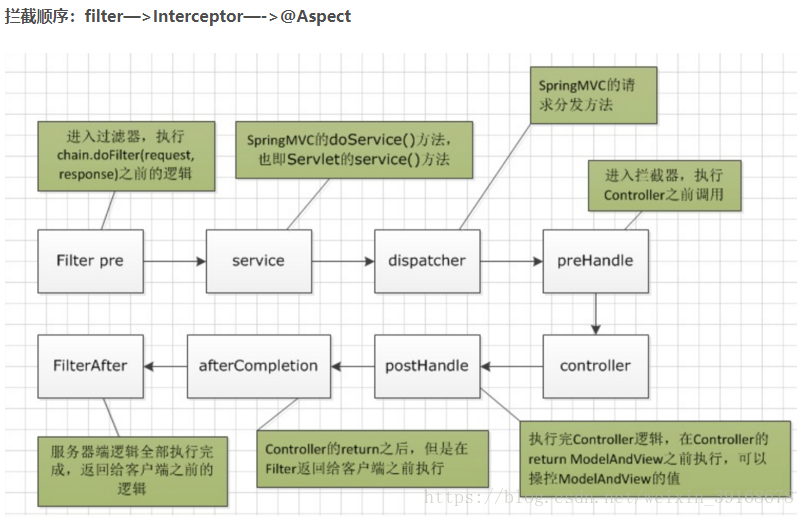 拦截顺序：filter—>Interceptor—->@Aspect
SpringMVC的请
求分发方法
进入过滤器，执行
chain.doFilter(request,
response)之前的逻辑
SpringMVC的doService()方法，
也即Servlet的service()方法
进入拦截器，执行
Controller之前调用
Filter pre
service
dispatcher
preHandle
FilterAfter
afterCompletion
postHandle
controller
服务器端逻辑全部执行完
成，返回给客户端之前的
逻辑
Controller的return之后，但是在
Filter返回给客户端之前执行
执行完Controller逻辑，在Controller的
return ModelAndView之前执行，可以
操控ModelAndView的值